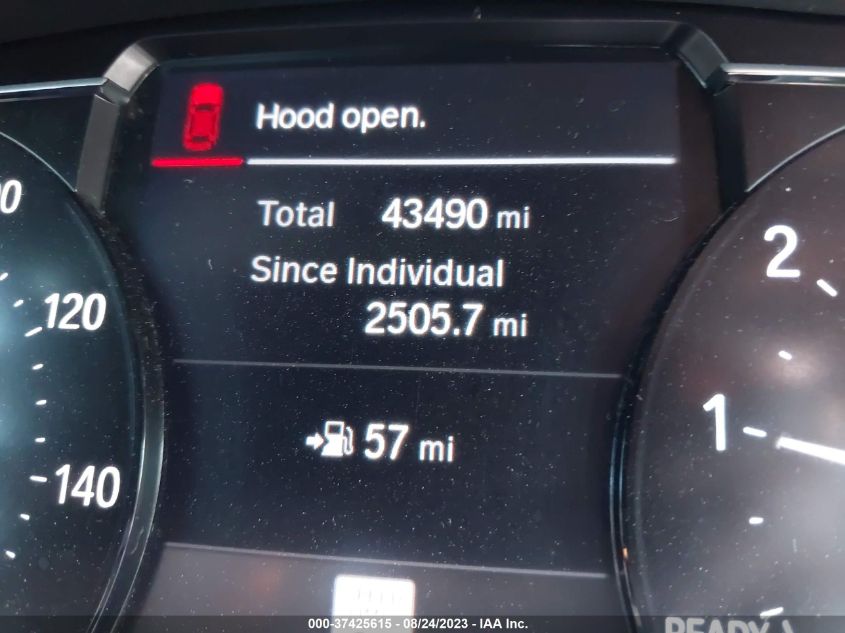 Hood open.
Total 43490 mi
Since Individual
2505.7 mi
57 mi
120
140
2
1
READY
000-37425615 - 08/24/2023 - IAA Inc.